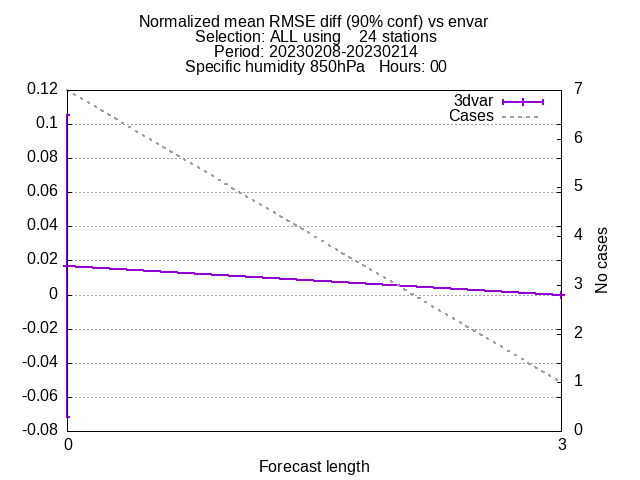 Normalized mean RMSE diff (90% conf) vs envar
Selection: ALL using    24 stations
Period: 20230208-20230214
Specific humidity 850hPa   Hours: 00
3dvar
Cases
0.12
0.1
0.08
0.06
0.04
0.02
0
-0.02
-0.04
-0.06
-0.08
7
6
5
4
3
2
1
0
No cases
0
3
Forecast length